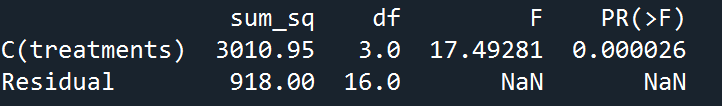 sum_sq df F PR(>F)
C(treatments) 3010.95 3.0 17.49281 0.000026
Residual 918.00 16.0 NaN NaN